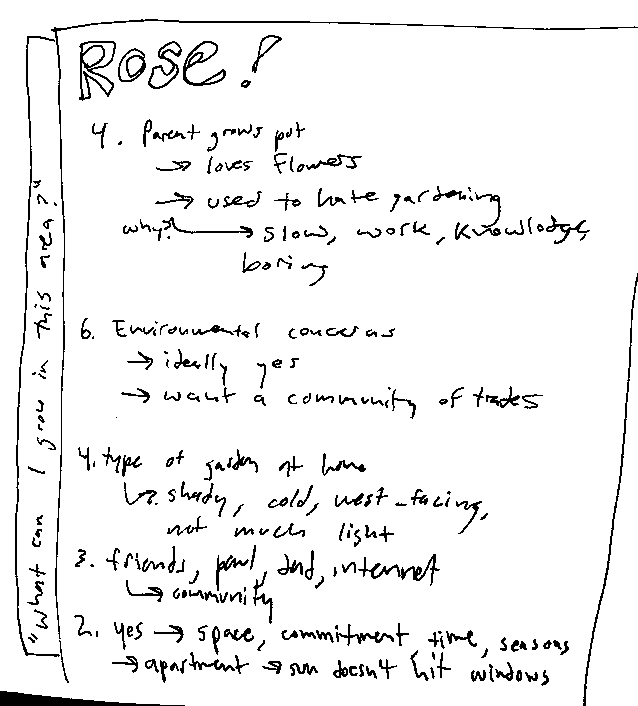 ROSE!
4. Parent grows pot
→ loves flowers
→ used to hate gardening
why? → slow, work, knowledge,
boring
6. Environmental concerns
→ ideally yes
→ want a community of trades
4. type of garden at home
↳ shady, cold, west-facing,
not much light
3. friends, paul, dad, internet
↳ community
2. yes → space, commitment, time, seasons
→ apartment → sun doesn't hit windows
"What can I grow in this area?"